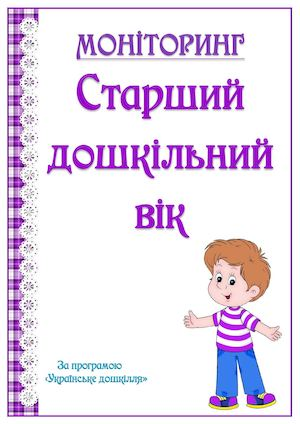 МОНІТОРИНГ
Старший
дошкільний
вік
За програмою
«Українське дошкілля»